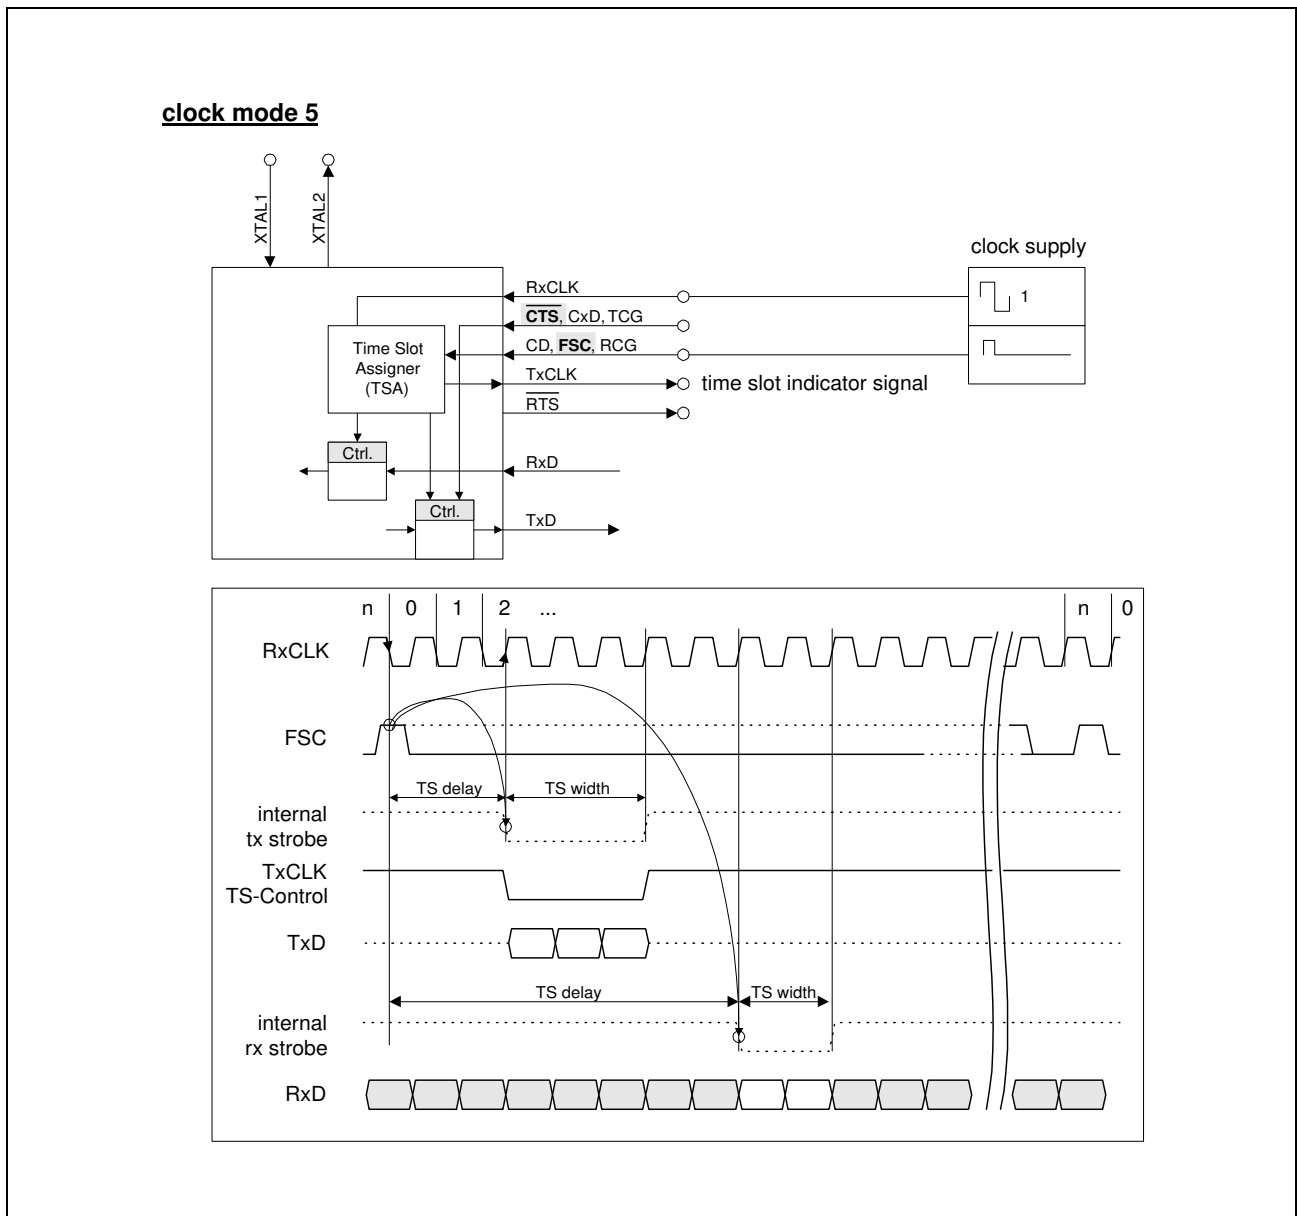 clock mode 5
XTAL1
XTAL2
clock supply
RxCLK
1
CTS, CxD, TCG
CD, FSC, RCG
Time Slot
Assigner
(TSA)
TxCLK
time slot indicator signal
RTS
Ctrl.
RxD
Ctrl.
TxD
n 0 1 2 ... n 0
RxCLK
FSC
TS delay TS width
internal
tx strobe
TxCLK
TS-Control
TxD
TS delay TS width
internal
rx strobe
RxD